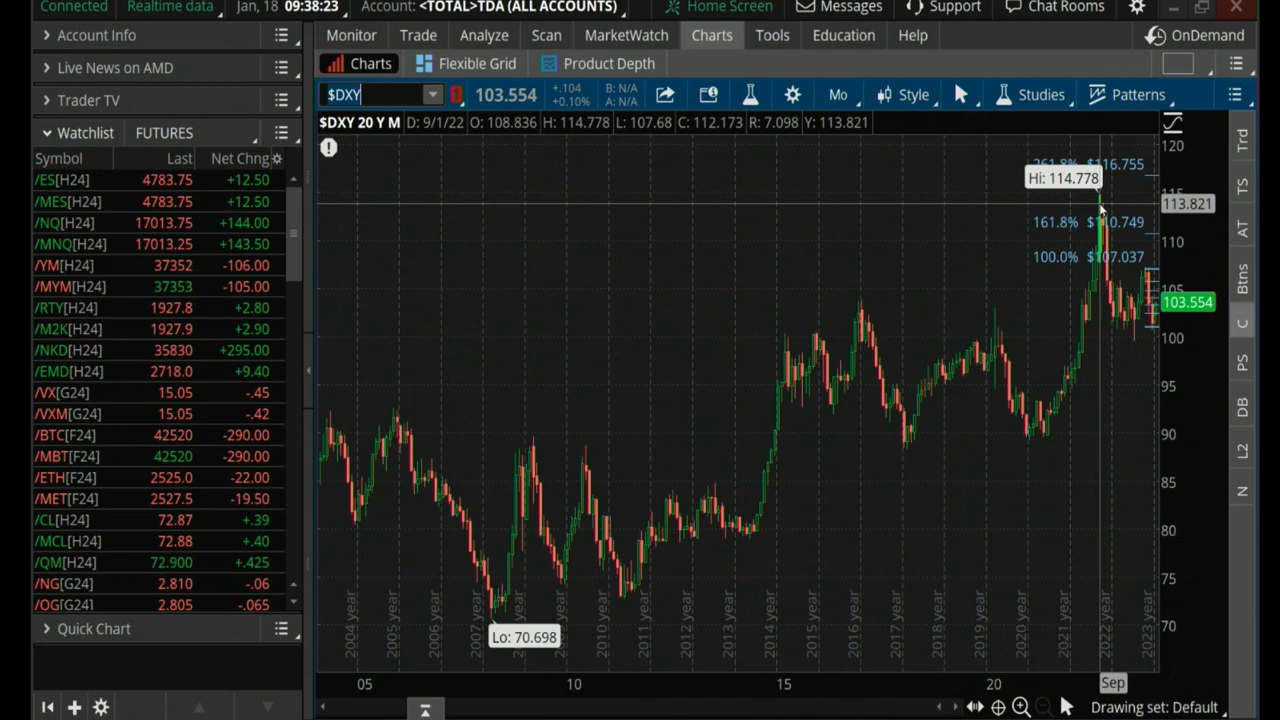 Connected Realtime data Jan, 18 09:38:23 Account: <TOTAL>TDA (ALL ACCOUNTS) Home Screen Messages Support Chat Rooms
Account Info
Live News on AMD
Trader TV
Watchlist FUTURES
Symbol Last Net Chng
/ES[H24] 4783.75 +12.50
/MES[H24] 4783.75 +12.50
/NQ[H24] 17013.75 +144.00
/MNQ[H24] 17013.25 +143.50
/YM[H24] 37352 -106.00
/MYM[H24] 37353 -105.00
/RTY[H24] 1927.8 +2.80
/M2K[H24] 1927.9 +2.90
/NKD[H24] 35830 +295.00
/EMD[H24] 2718.0 +9.40
/VX[G24] 15.05 -.45
/VXM[G24] 15.05 -.42
/BTC[F24] 42520 -290.00
/MBT[F24] 42520 -290.00
/ETH[F24] 2525.0 -22.00
/MET[F24] 2527.5 -19.50
/CL[H24] 72.87 +.39
/MCL[H24] 72.88 +.40
/QM[H24] 72.900 +.425
/NG[G24] 2.810 -.06
/QG[G24] 2.805 -.065
Quick Chart
Monitor Trade Analyze Scan MarketWatch Charts Tools Education Help OnDemand
Charts Flexible Grid Product Depth
$DXY 103.554 +.104 +0.10% B: N/A A: N/A Mo Style Studies Patterns
$DXY 20 Y M D: 9/1/22 O: 108.836 H: 114.778 L: 107.68 C: 112.173 R: 7.098 Y: 113.821
120
261.8% $116.755
Hi: 114.778
115
113.821
161.8% $110.749
110
100.0% $107.037
105
103.554
100
95
90
85
80
75
70
Lo: 70.698
2004 year 2005 year 2006 year 2007 year 2009 year 2010 year 2011 year 2012 year 2013 year 2014 year 2015 year 2016 year 2017 year 2018 year 2019 year 2020 year 2021 year 2022 year 2023 year
05 10 15 20 Sep
Drawing set: Default
Trd
TS
AT
Btns
C
PS
DB
L2
N